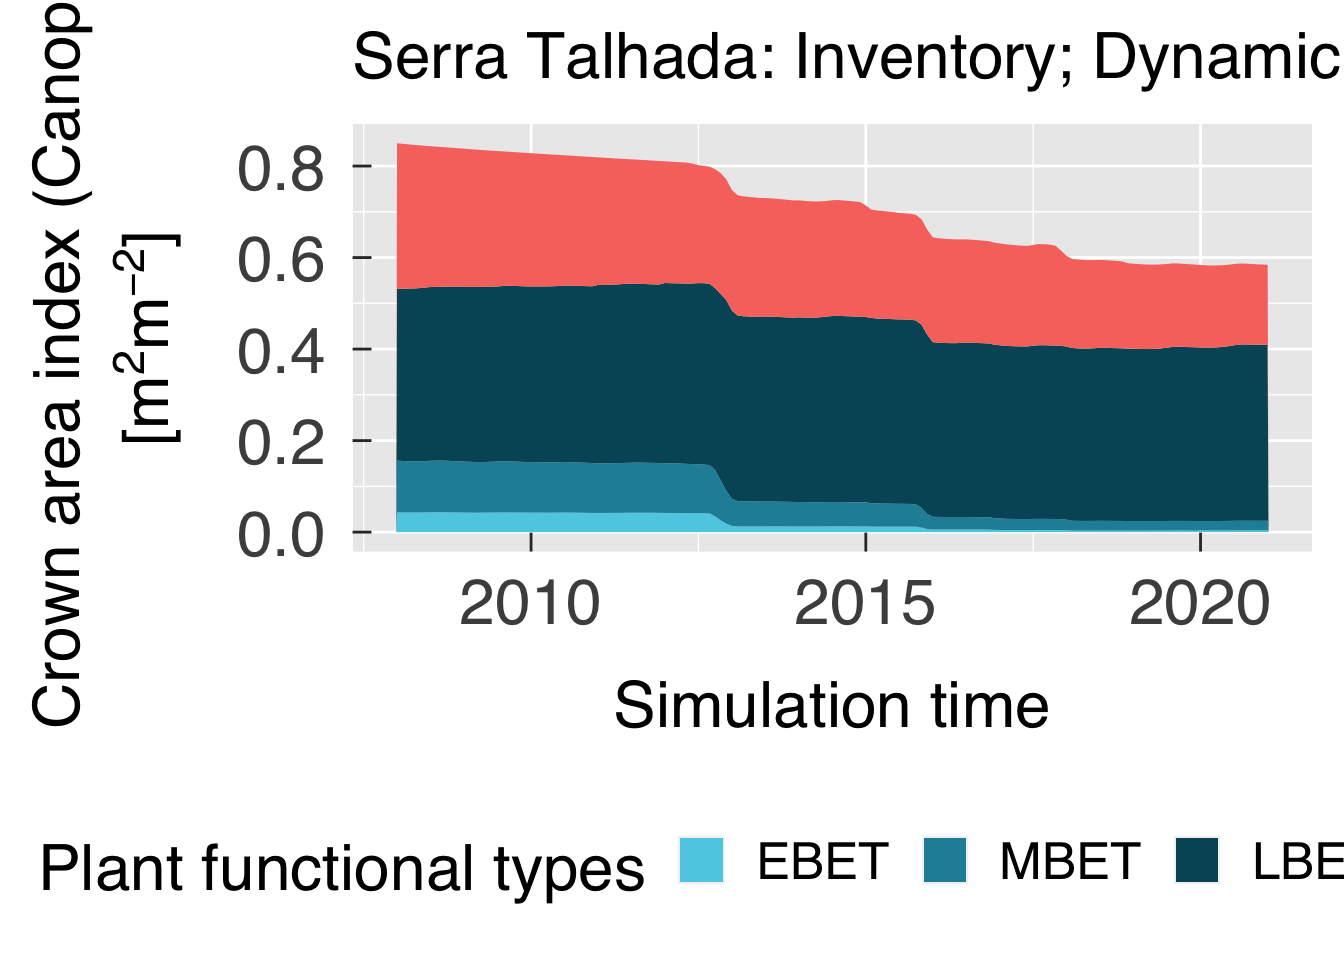 Serra Talhada: Inventory; Dynamic
Crown area index (Canop
[m²m⁻²]
0.8
0.6
0.4
0.2
0.0
2010 2015 2020
Simulation time
Plant functional types EBET MBET LBE